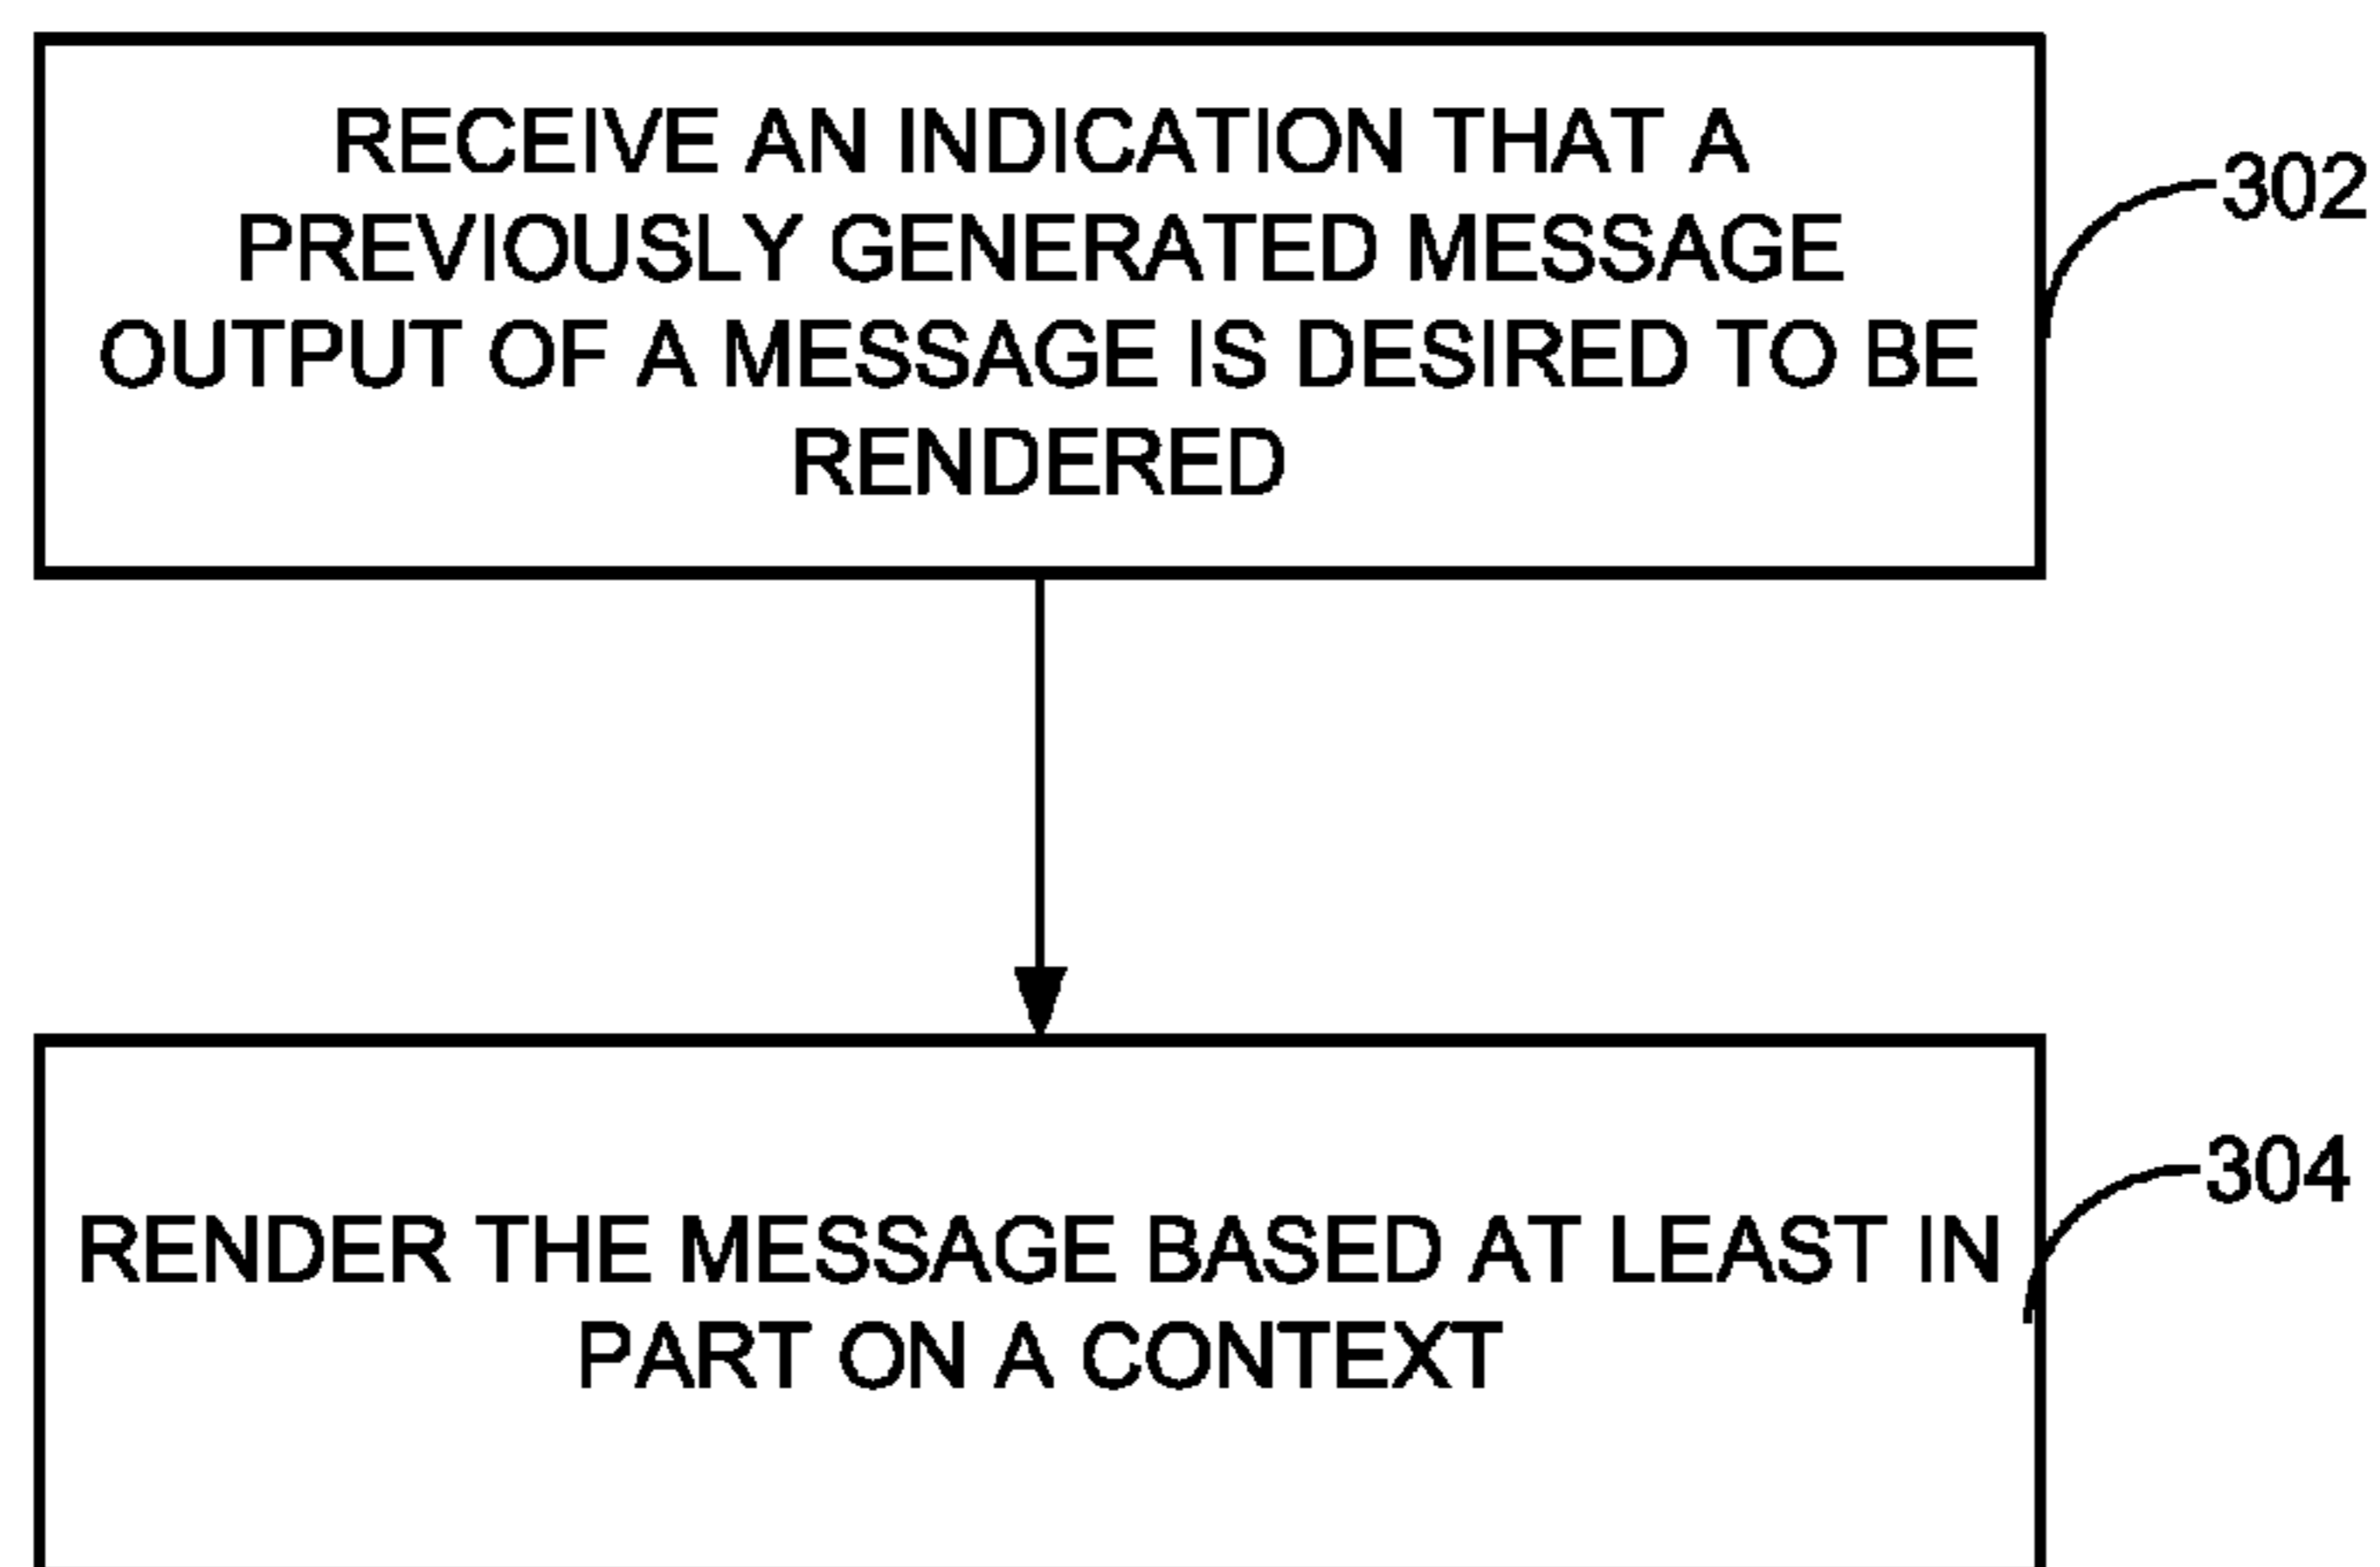 RECEIVE AN INDICATION THAT A
PREVIOUSLY GENERATED MESSAGE
OUTPUT OF A MESSAGE IS DESIRED TO BE
RENDERED
302
RENDER THE MESSAGE BASED AT LEAST IN
PART ON A CONTEXT
304